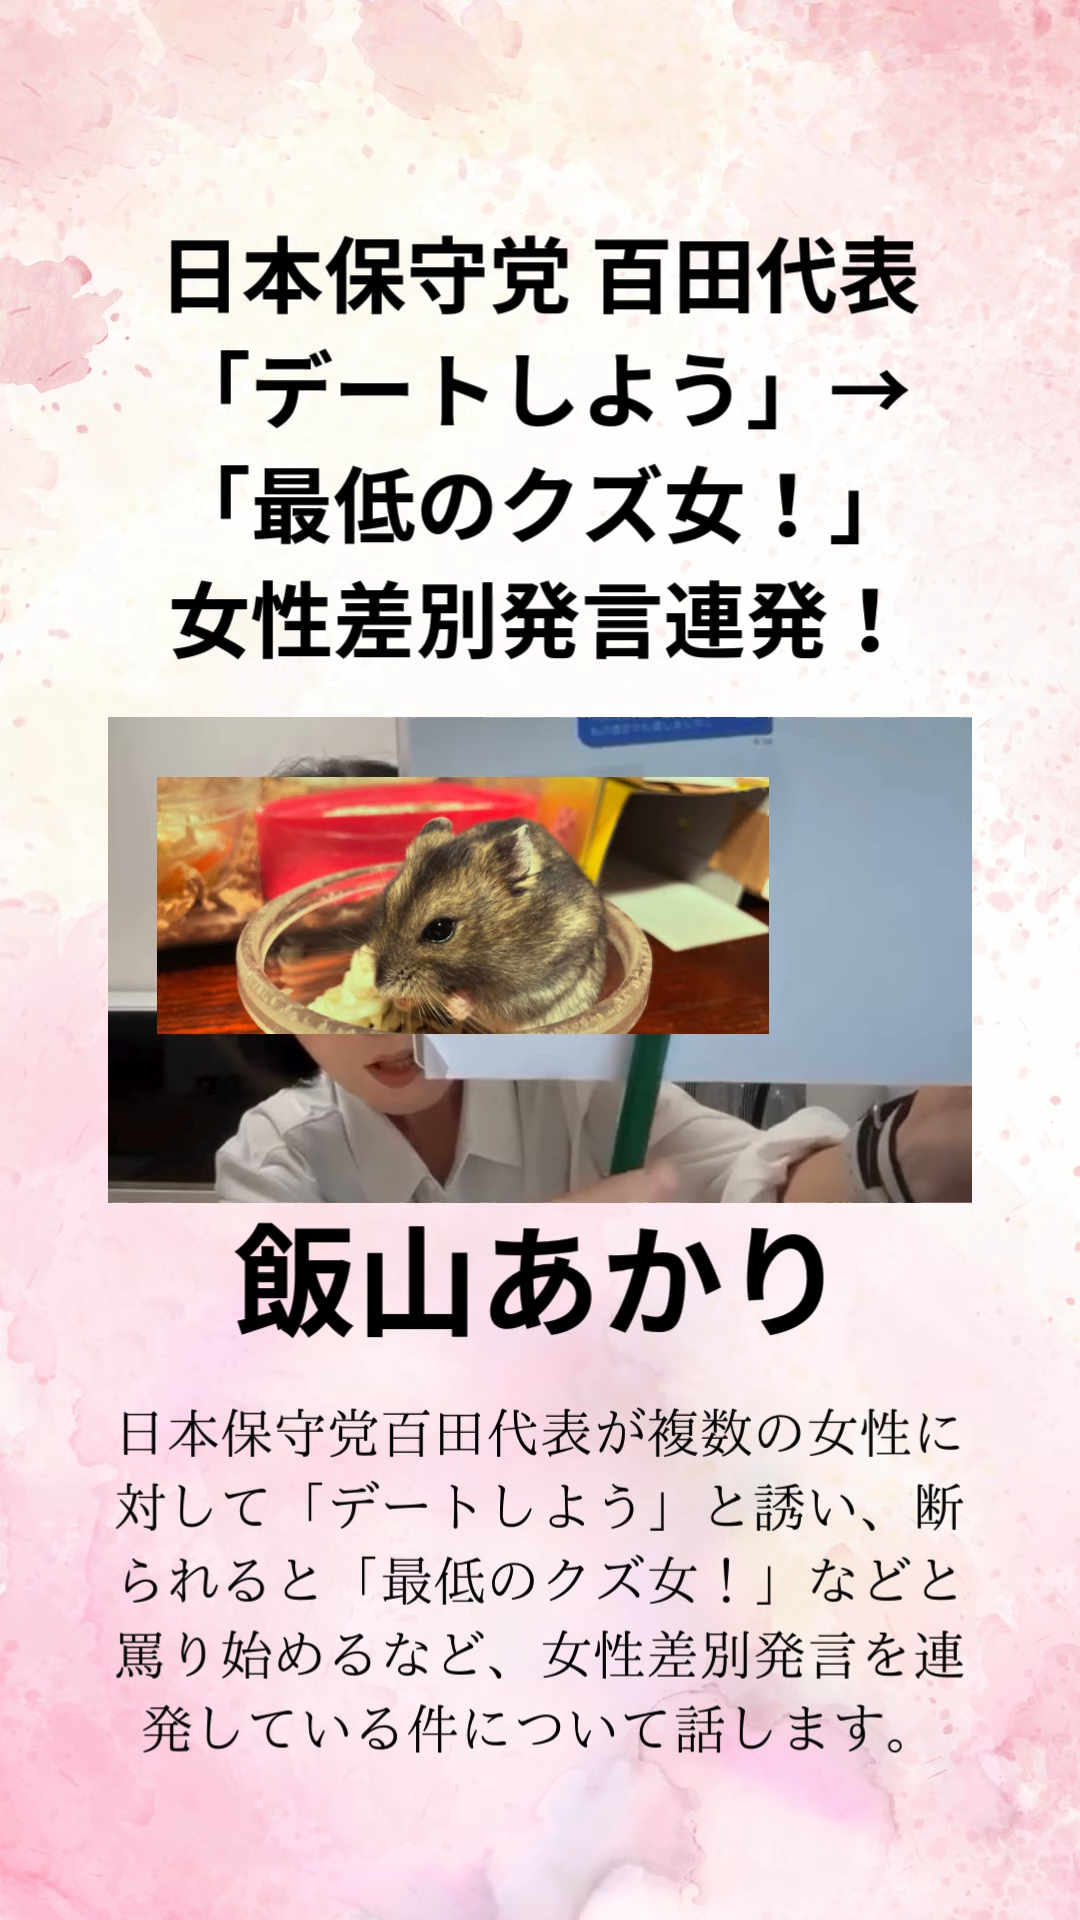 日本保守党 百田代表
「デートしよう」→
「最低のクズ女！」
女性差別発言連発！
飯山あかり
日本保守党百田代表が複数の女性に
対して「デートしよう」と誘い、断
られると「最低のクズ女！」などと
罵り始めるなど、女性差別発言を連
発している件について話します。